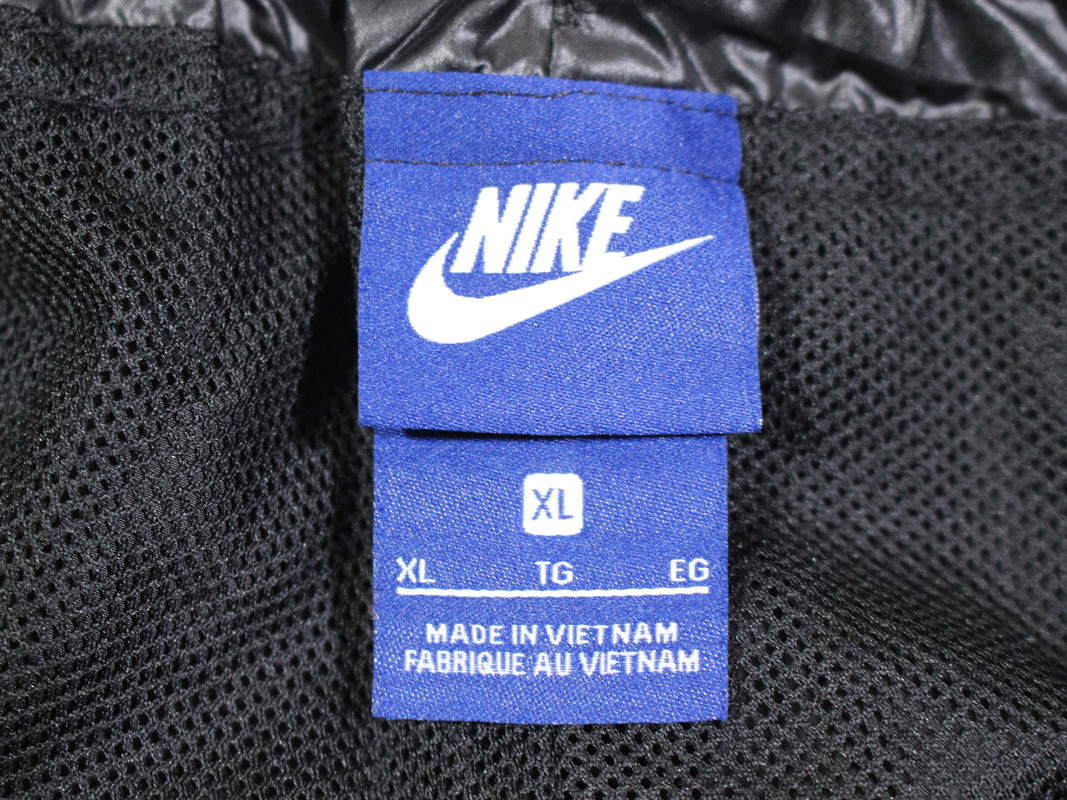 NIKE
XL
XL TG EG
MADE IN VIETNAM
FABRIQUE AU VIETNAM